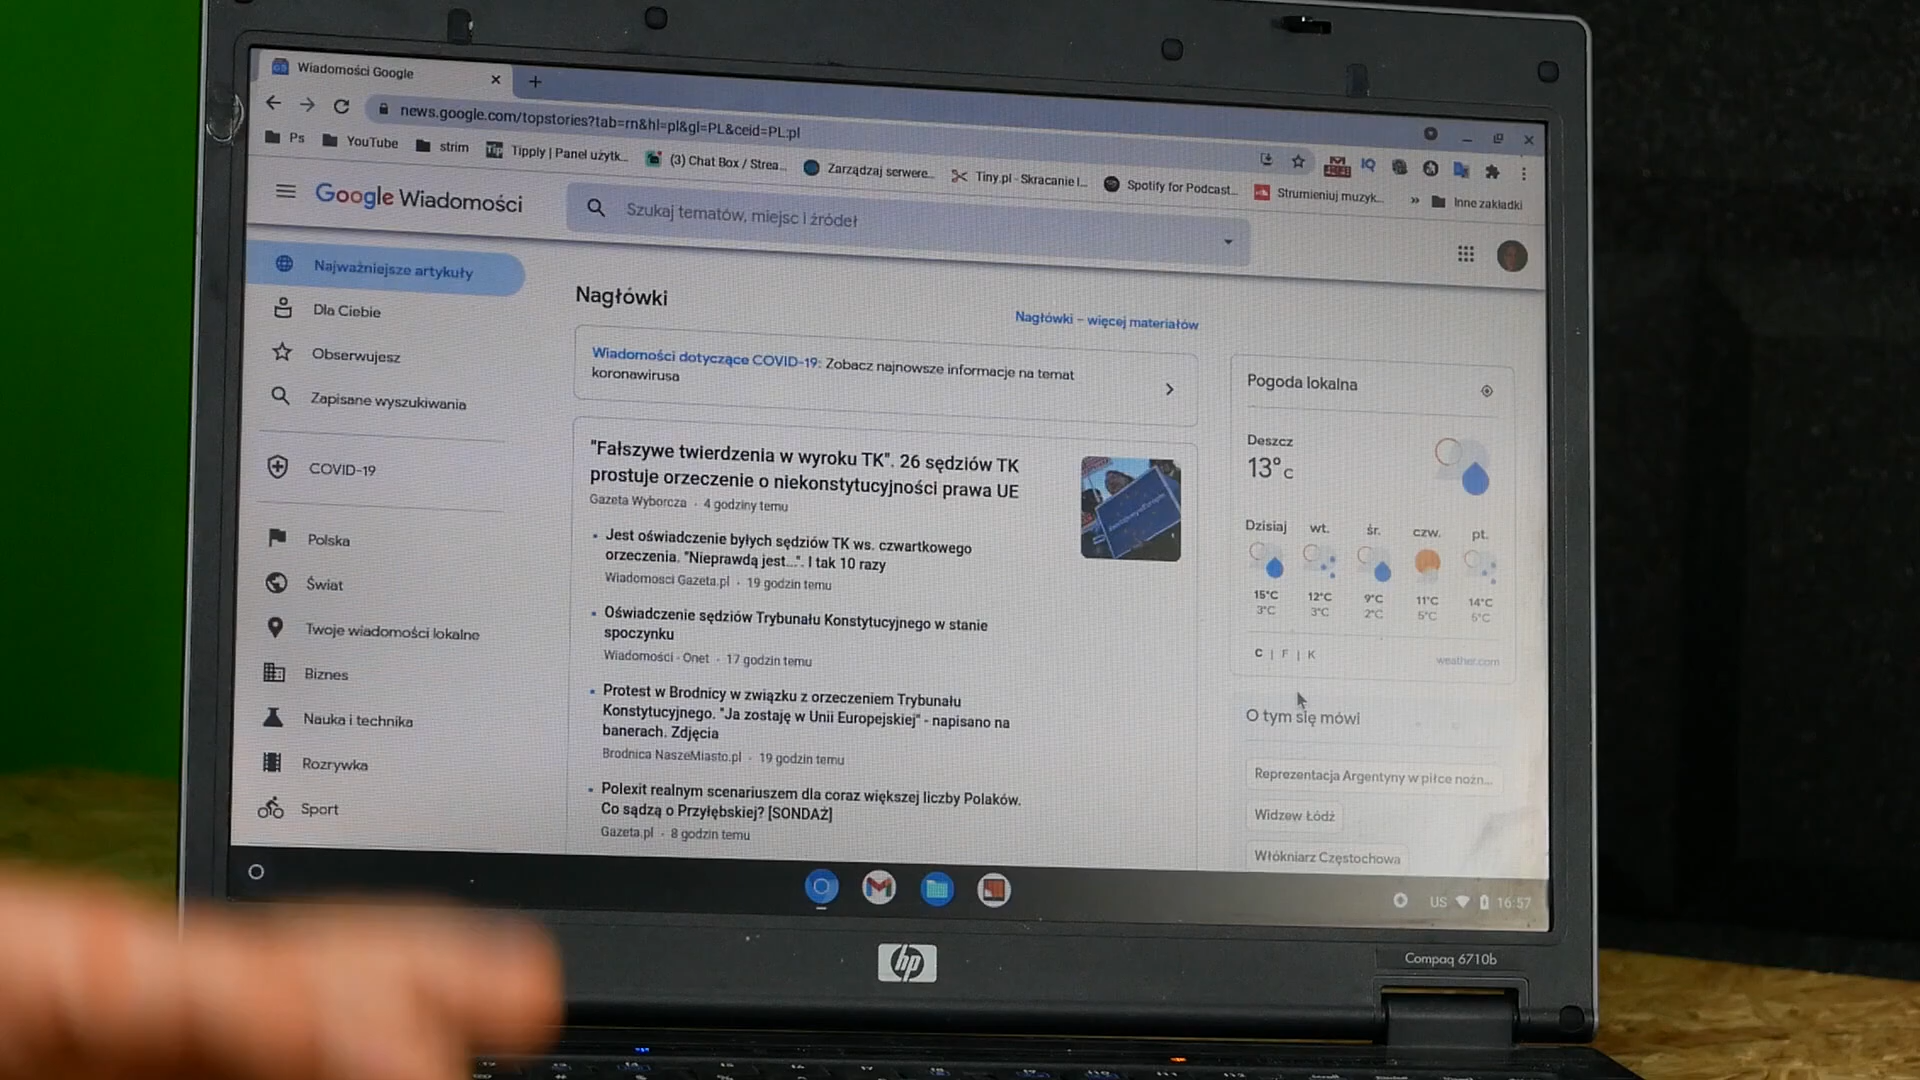 Wiadomości Google
news.google.com/topstories?tab=rn&hl=pl&gl=PL&ceid=PL:pl
Ps YouTube strim Tipply | Panel użytk... (3) Chat Box / Strea... Zarządzaj serwere... Tiny.pl - Skracanie l... Spotify for Podcast... Strumieniuj muzyk... » Inne zakładki
IQ
Google Wiadomości
Szukaj tematów, miejsc i źródeł
Najważniejsze artykuły
Dla Ciebie
Obserwujesz
Zapisane wyszukiwania
COVID-19
Polska
Świat
Twoje wiadomości lokalne
Biznes
Nauka i technika
Rozrywka
Sport
Nagłówki
Nagłówki – więcej materiałów
Wiadomości dotyczące COVID-19: Zobacz najnowsze informacje na temat
koronawirusa
"Fałszywe twierdzenia w wyroku TK". 26 sędziów TK
prostuje orzeczenie o niekonstytucyjności prawa UE
Gazeta Wyborcza · 4 godziny temu
Jest oświadczenie byłych sędziów TK ws. czwartkowego
orzeczenia. "Nieprawdą jest...". I tak 10 razy
Wiadomosci Gazeta.pl · 19 godzin temu
Oświadczenie sędziów Trybunału Konstytucyjnego w stanie
spoczynku
Wiadomości - Onet · 17 godzin temu
Protest w Brodnicy w związku z orzeczeniem Trybunału
Konstytucyjnego. "Ja zostaję w Unii Europejskiej" - napisano na
banerach. Zdjęcia
Brodnica NaszeMiasto.pl · 19 godzin temu
Polexit realnym scenariuszem dla coraz większej liczby Polaków.
Co sądzą o Przyłębskiej? [SONDAŻ]
Gazeta.pl · 8 godzin temu
Pogoda lokalna
Deszcz
13°C
Dzisiaj wt. śr. czw. pt.
15°C 12°C 9°C 11°C 14°C
3°C 3°C 2°C 5°C 5°C
C | F | K
weather.com
O tym się mówi
Reprezentacja Argentyny w piłce nożn...
Widzew Łódź
Włókniarz Częstochowa
US 16:57
hp
Compaq 6710b